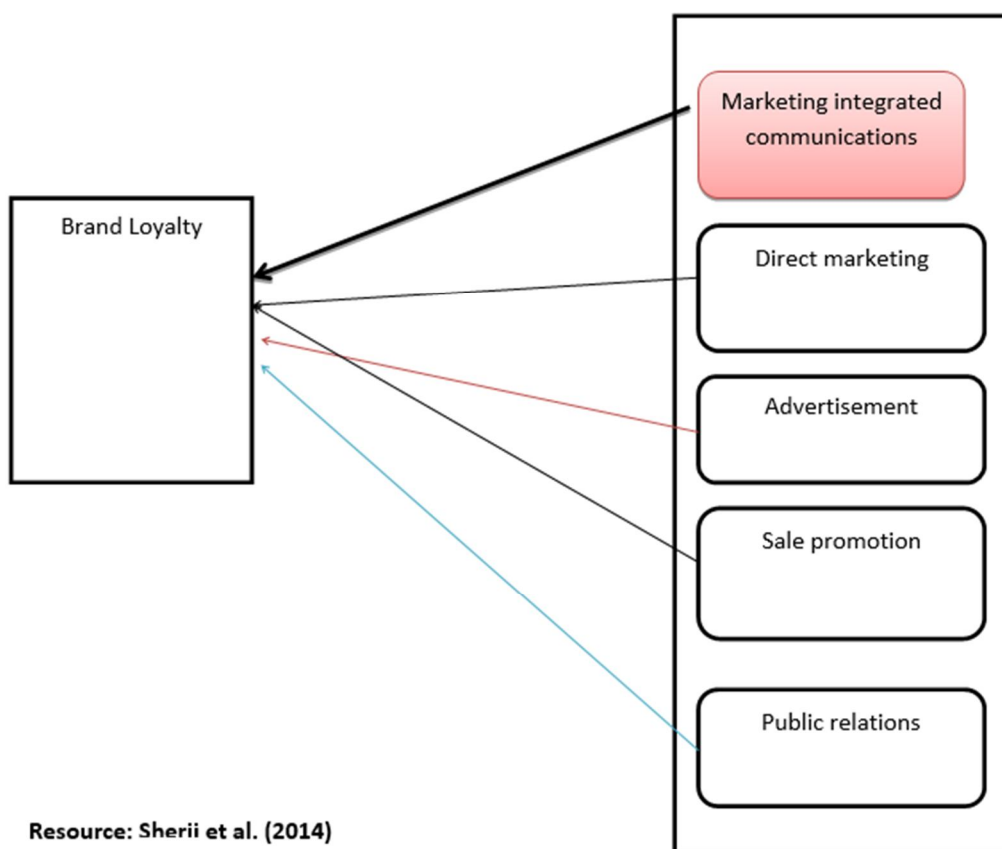 Marketing integrated
communications
Brand Loyalty
Direct marketing
Advertisement
Sale promotion
Public relations
Resource: Sherii et al. (2014)